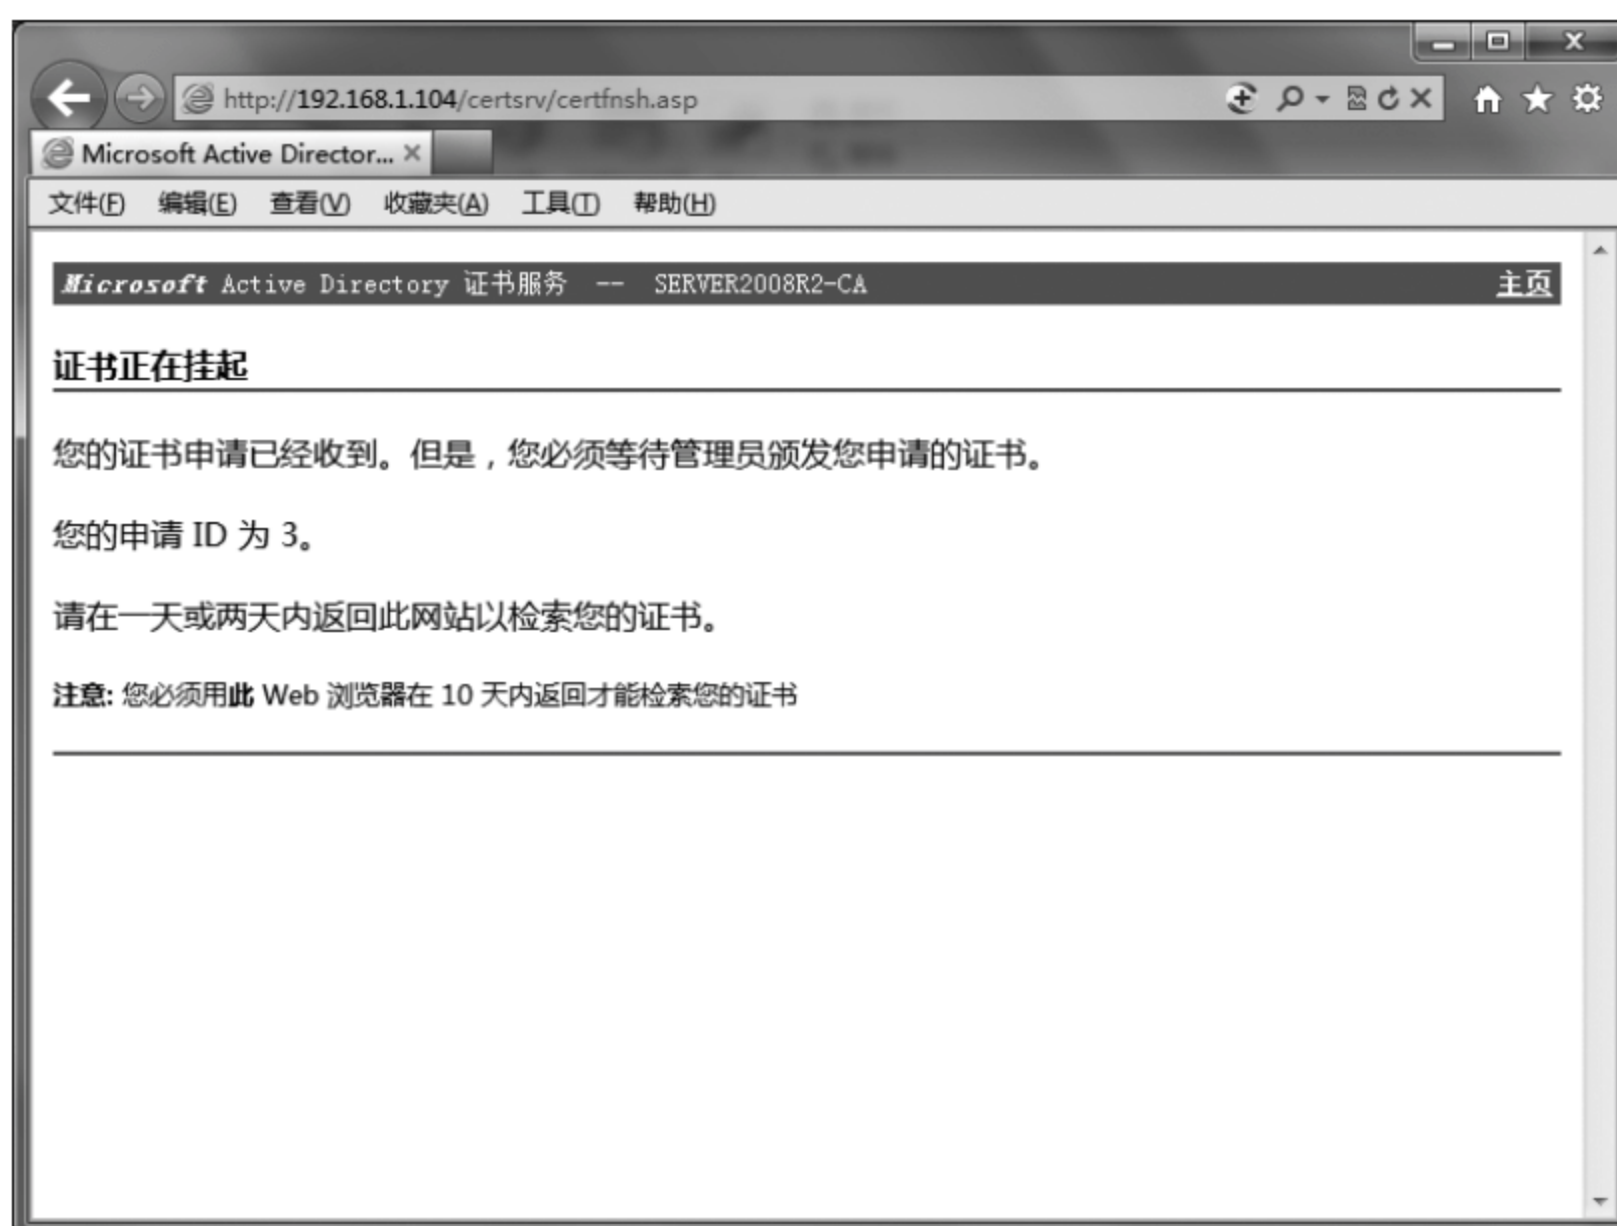 http://192.168.1.104/certsrv/certfnsh.asp
Microsoft Active Director...
文件(F) 编辑(E) 查看(V) 收藏夹(A) 工具(T) 帮助(H)
Microsoft Active Directory 证书服务 -- SERVER2008R2-CA 主页
证书正在挂起
您的证书申请已经收到。但是，您必须等待管理员颁发您申请的证书。
您的申请 ID 为 3。
请在一天或两天内返回此网站以检索您的证书。
注意: 您必须用此 Web 浏览器在 10 天内返回才能检索您的证书